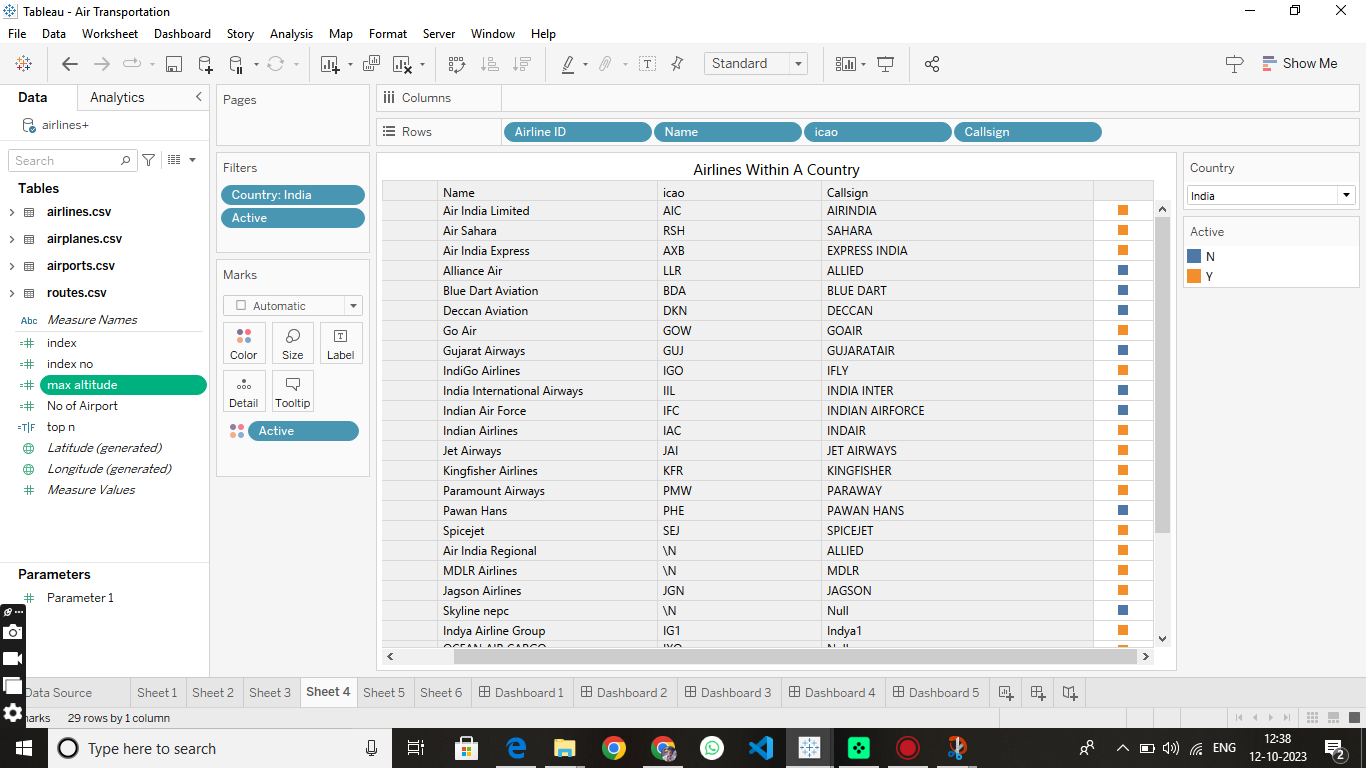 Tableau - Air Transportation
File Data Worksheet Dashboard Story Analysis Map Format Server Window Help
Standard
Show Me
Data Analytics
airlines+
Search
Tables
airlines.csv
airplanes.csv
airports.csv
routes.csv
Abc Measure Names
index
index no
max altitude
No of Airport
top n
Latitude (generated)
Longitude (generated)
Measure Values
Parameters
Parameter 1
Pages
Filters
Country: India
Active
Marks
Automatic
Color Size Label
Detail Tooltip
Active
Columns
Rows Airline ID Name icao Callsign
Airlines Within A Country
Name icao Callsign
Air India Limited AIC AIRINDIA
Air Sahara RSH SAHARA
Air India Express AXB EXPRESS INDIA
Alliance Air LLR ALLIED
Blue Dart Aviation BDA BLUE DART
Deccan Aviation DKN DECCAN
Go Air GOW GOAIR
Gujarat Airways GUJ GUJARATAIR
IndiGo Airlines IGO IFLY
India International Airways IIL INDIA INTER
Indian Air Force IFC INDIAN AIRFORCE
Indian Airlines IAC INDAIR
Jet Airways JAI JET AIRWAYS
Kingfisher Airlines KFR KINGFISHER
Paramount Airways PMW PARAWAY
Pawan Hans PHE PAWAN HANS
Spicejet SEJ SPICEJET
Air India Regional \N ALLIED
MDLR Airlines \N MDLR
Jagson Airlines JGN JAGSON
Skyline nepc \N Null
Indya Airline Group IG1 Indya1
Country
India
Active
N
Y
Data Source Sheet 1 Sheet 2 Sheet 3 Sheet 4 Sheet 5 Sheet 6 Dashboard 1 Dashboard 2 Dashboard 3 Dashboard 4 Dashboard 5
29 rows by 1 column
Type here to search
ENG
12:38
12-10-2023
2